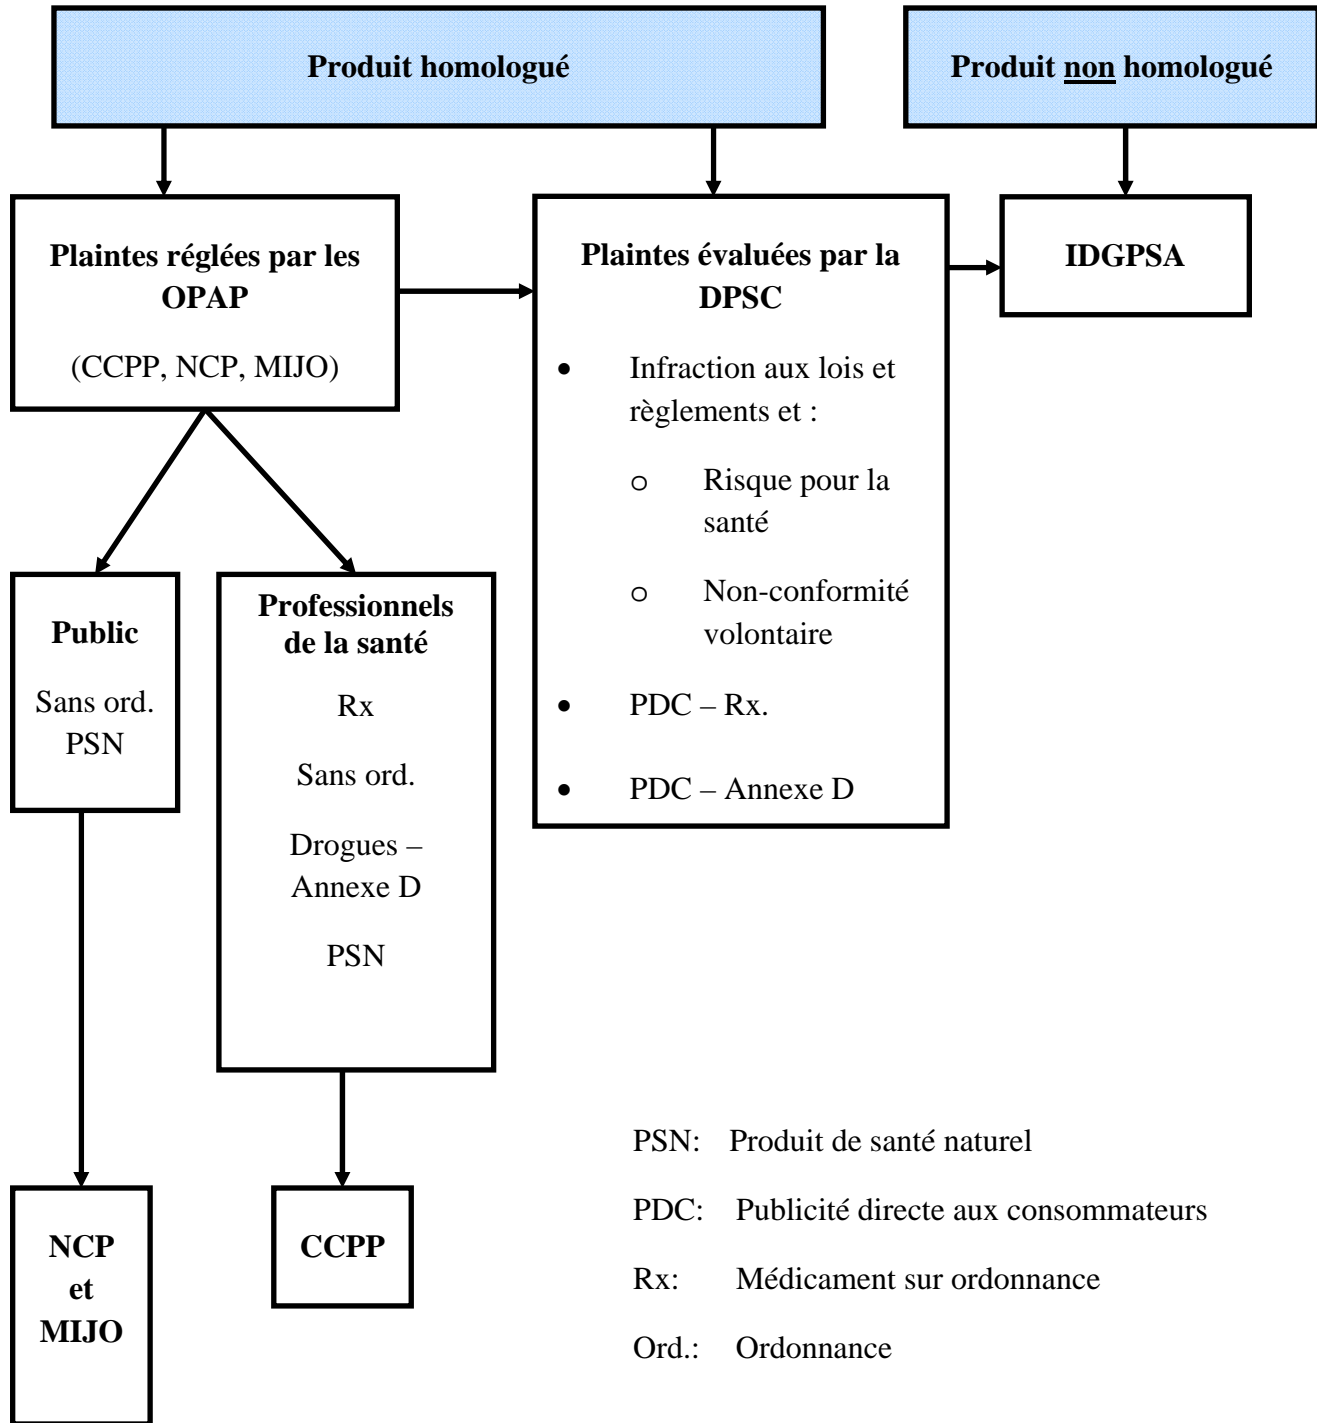 Produit homologué
Produit non homologué
Plaintes réglées par les
OPAP
(CCPP, NCP, MIJO)
Plaintes évaluées par la
DPSC
• Infraction aux lois et
règlements et :
o Risque pour la
santé
o Non-conformité
volontaire
• PDC – Rx.
• PDC – Annexe D
IDGPSA
Public
Sans ord.
PSN
Professionnels
de la santé
Rx
Sans ord.
Drogues –
Annexe D
PSN
NCP
et
MIJO
CCPP
PSN: Produit de santé naturel
PDC: Publicité directe aux consommateurs
Rx: Médicament sur ordonnance
Ord.: Ordonnance